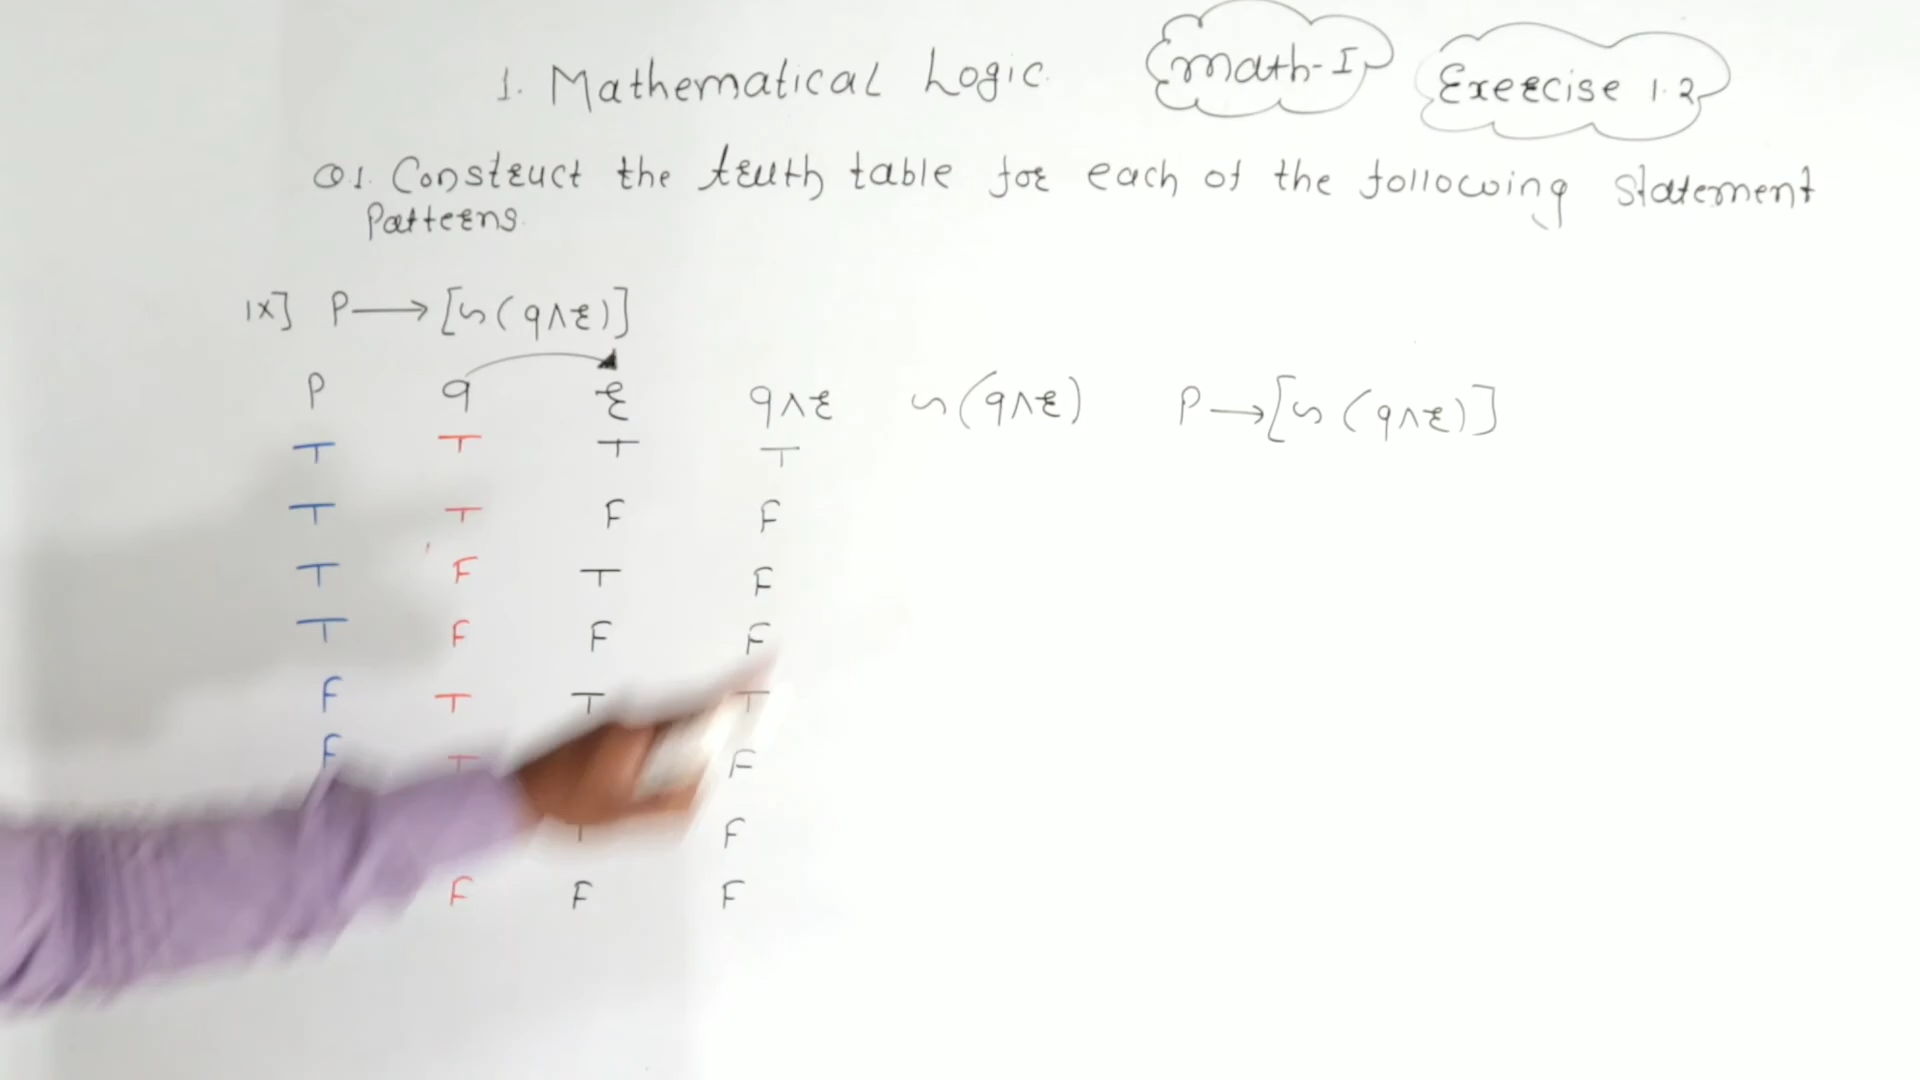 1. Mathematical Logic. Math-I Exercise 1.2
Q1. Construct the truth table for each of the following statement
Patterns.
ix] P → [~(q∧r)]
P q r q∧r ~(q∧r) P → [~(q∧r)]
T T T T
T T F F
T F T F
T F F F
F T T T
F T F
T F
F F F